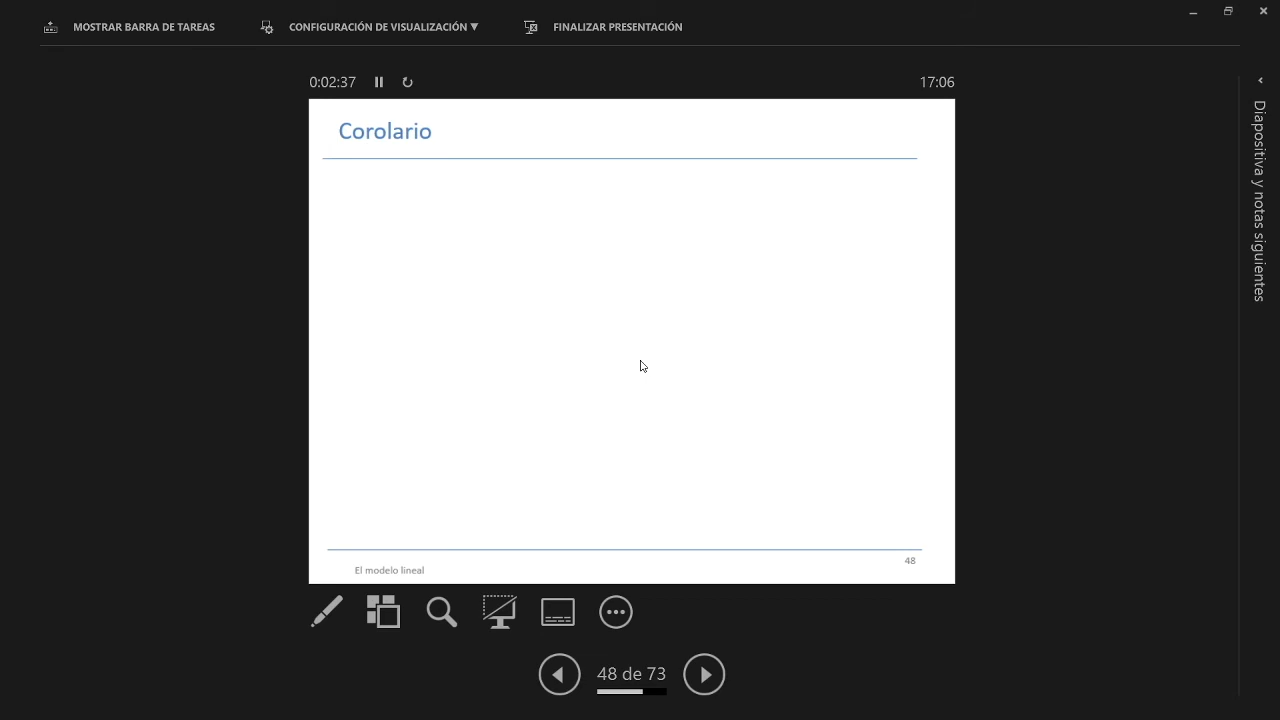 MOSTRAR BARRA DE TAREAS
CONFIGURACIÓN DE VISUALIZACIÓN ▼
FINALIZAR PRESENTACIÓN
0:02:37
17:06
Corolario
El modelo lineal
48
48 de 73
Diapositiva y notas siguientes